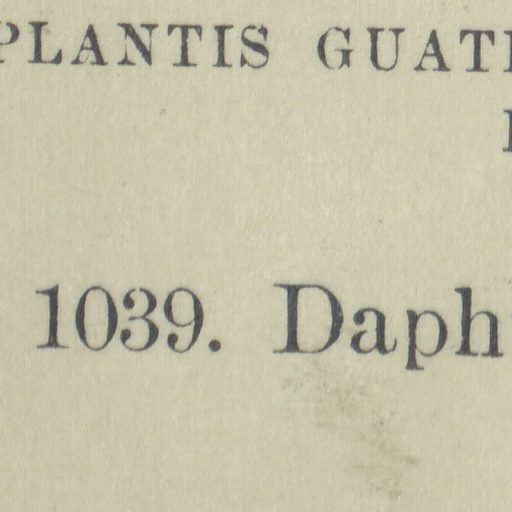 PLANTIS GUAT
1039. Daph